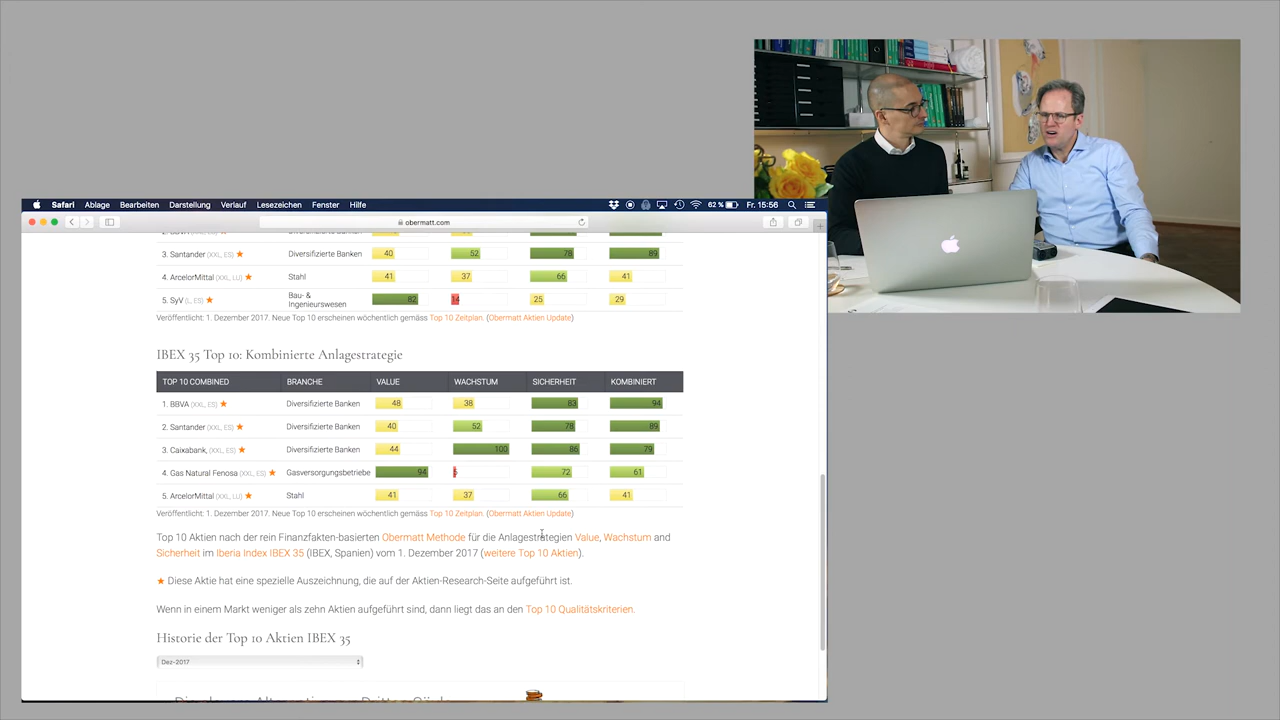 Safari Ablage Bearbeiten Darstellung Verlauf Lesezeichen Fenster Hilfe 62 % Fr. 15:56
obermatt.com
3. Santander (XXL, ES) ★ Diversifizierte Banken 40 52 78 89
4. ArcelorMittal (XXL, LU) ★ Stahl 41 37 66 41
5. SyV (L, ES) ★ Bau- & Ingenieurswesen 82 14 25 29
Veröffentlicht: 1. Dezember 2017. Neue Top 10 erscheinen wöchentlich gemäss Top 10 Zeitplan. (Obermatt Aktien Update)
IBEX 35 Top 10: Kombinierte Anlagestrategie
TOP 10 COMBINED BRANCHE VALUE WACHSTUM SICHERHEIT KOMBINIERT
1. BBVA (XXL, ES) ★ Diversifizierte Banken 48 38 83 94
2. Santander (XXL, ES) ★ Diversifizierte Banken 40 52 78 89
3. Caixabank, (XXL, ES) ★ Diversifizierte Banken 44 100 86 79
4. Gas Natural Fenosa (XXL, ES) ★ Gasversorgungsbetriebe 94 72 61
5. ArcelorMittal (XXL, LU) ★ Stahl 41 37 66 41
Veröffentlicht: 1. Dezember 2017. Neue Top 10 erscheinen wöchentlich gemäss Top 10 Zeitplan. (Obermatt Aktien Update)
Top 10 Aktien nach der rein Finanzfakten-basierten Obermatt Methode für die Anlagestrategien Value, Wachstum and
Sicherheit im Iberia Index IBEX 35 (IBEX, Spanien) vom 1. Dezember 2017 (weitere Top 10 Aktien).
★ Diese Aktie hat eine spezielle Auszeichnung, die auf der Aktien-Research-Seite aufgeführt ist.
Wenn in einem Markt weniger als zehn Aktien aufgeführt sind, dann liegt das an den Top 10 Qualitätskriterien.
Historie der Top 10 Aktien IBEX 35
Dez-2017